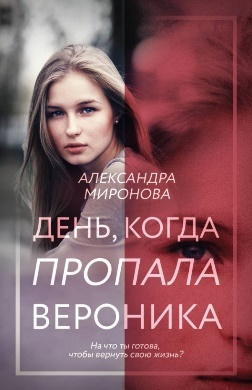 АЛЕКСАНДРА
МИРОНОВА
ДЕНЬ, КОГДА
ПРОПАЛА
ВЕРОНИКА
На что ты готова,
чтобы вернуть свою жизнь?